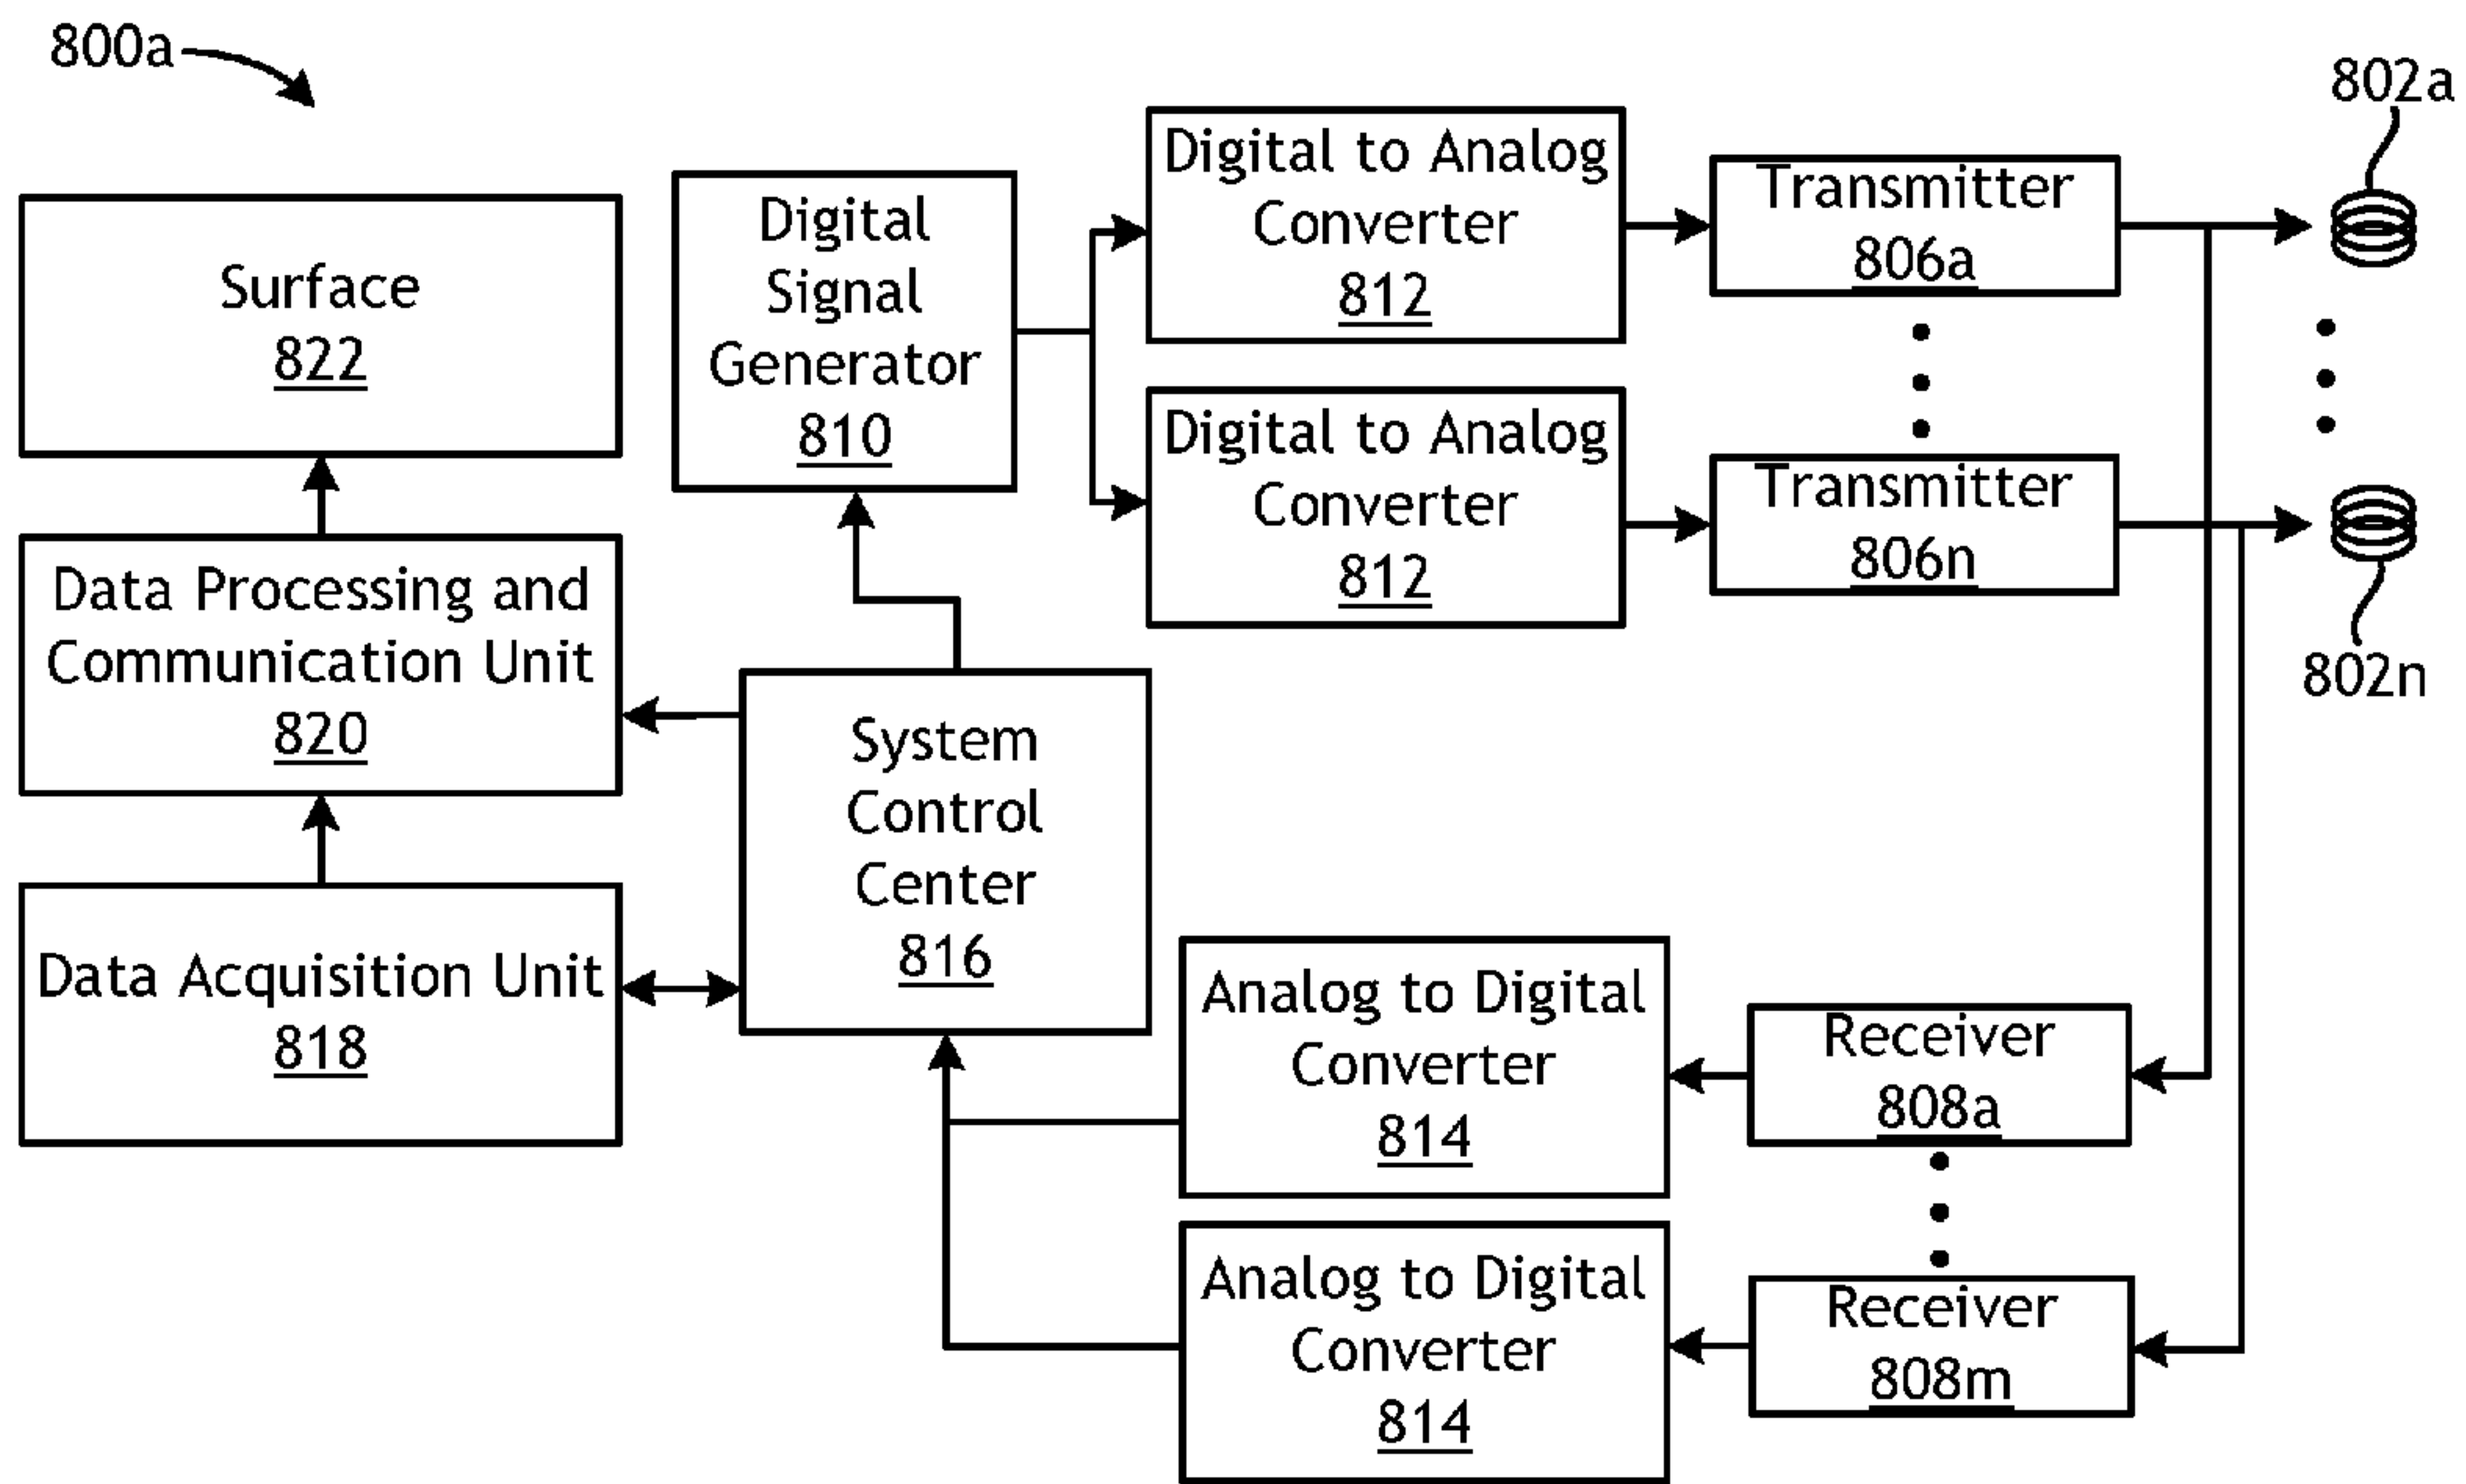 800a
802a
Surface
822
Digital
Signal
Generator
810
Digital to Analog
Converter
812
Transmitter
806a
Digital to Analog
Converter
812
Transmitter
806n
802n
Data Processing and
Communication Unit
820
System
Control
Center
816
Data Acquisition Unit
818
Analog to Digital
Converter
814
Receiver
808a
Analog to Digital
Converter
814
Receiver
808m